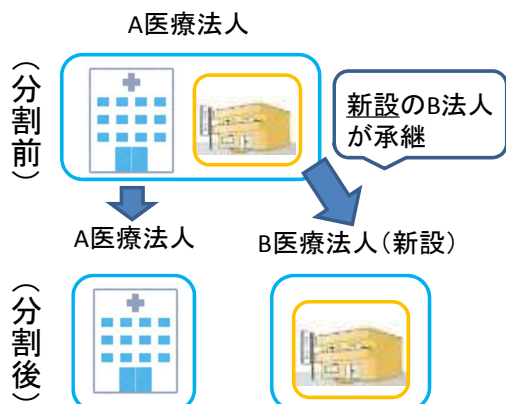 A医療法人
（分割前）
新設のB法人
が承継
A医療法人
B医療法人（新設）
（分割後）